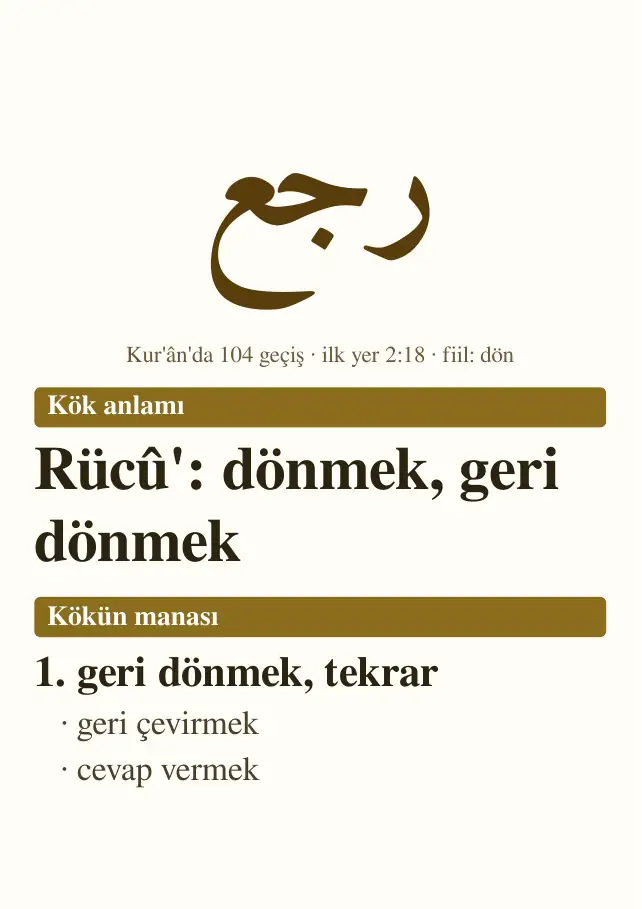 رجع
Kur'ân'da 104 geçiş · ilk yer 2:18 · fiil: dön
Kök anlamı
Rücû': dönmek, geri
dönmek
Kökün manası
1. geri dönmek, tekrar
· geri çevirmek
· cevap vermek